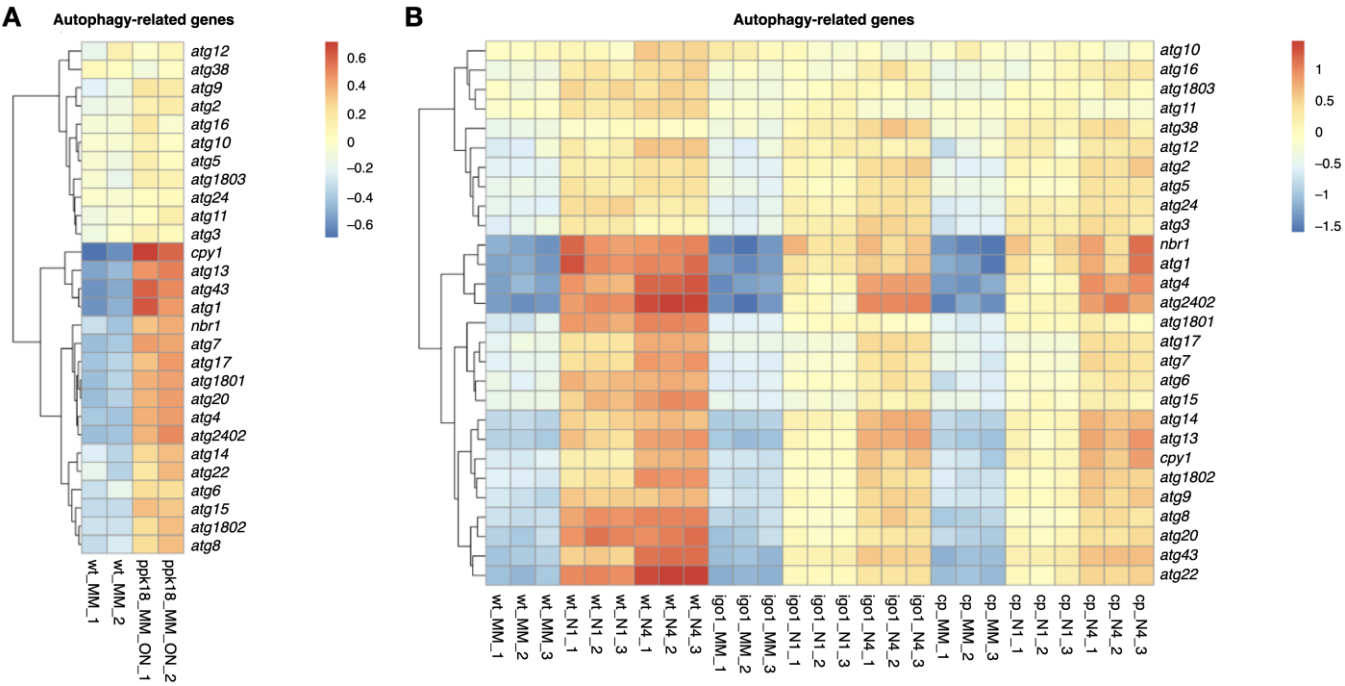 A
Autophagy-related genes
atg12
atg38
atg9
atg2
atg16
atg10
atg5
atg1803
atg24
atg11
atg3
cpy1
atg13
atg43
atg1
nbr1
atg7
atg17
atg1801
atg20
atg4
atg2402
atg14
atg22
atg6
atg15
atg1802
atg8
wt_MM_1
wt_MM_2
ppk18_MM_ON_1
ppk18_MM_ON_2
0.6
0.4
0.2
0
−0.2
−0.4
−0.6
B
Autophagy-related genes
atg10
atg16
atg1803
atg11
atg38
atg12
atg2
atg5
atg24
atg3
nbr1
atg1
atg4
atg2402
atg1801
atg17
atg7
atg6
atg15
atg14
atg13
cpy1
atg1802
atg9
atg8
atg20
atg43
atg22
wt_MM_1
wt_MM_2
wt_MM_3
wt_N1_1
wt_N1_2
wt_N1_3
wt_N4_1
wt_N4_2
wt_N4_3
igo1_MM_1
igo1_MM_2
igo1_MM_3
igo1_N1_1
igo1_N1_2
igo1_N1_3
igo1_N4_1
igo1_N4_2
igo1_N4_3
cp_MM_1
cp_MM_2
cp_MM_3
cp_N1_1
cp_N1_2
cp_N1_3
cp_N4_1
cp_N4_2
cp_N4_3
1
0.5
0
−0.5
−1
−1.5